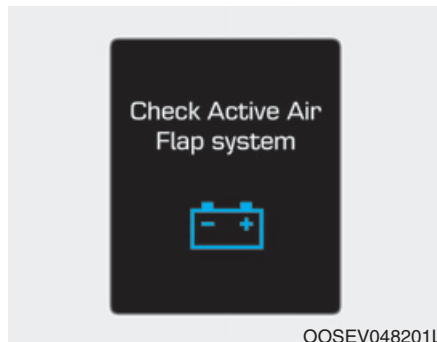 Check Active Air
Flap system
- +
OOSEV048201L